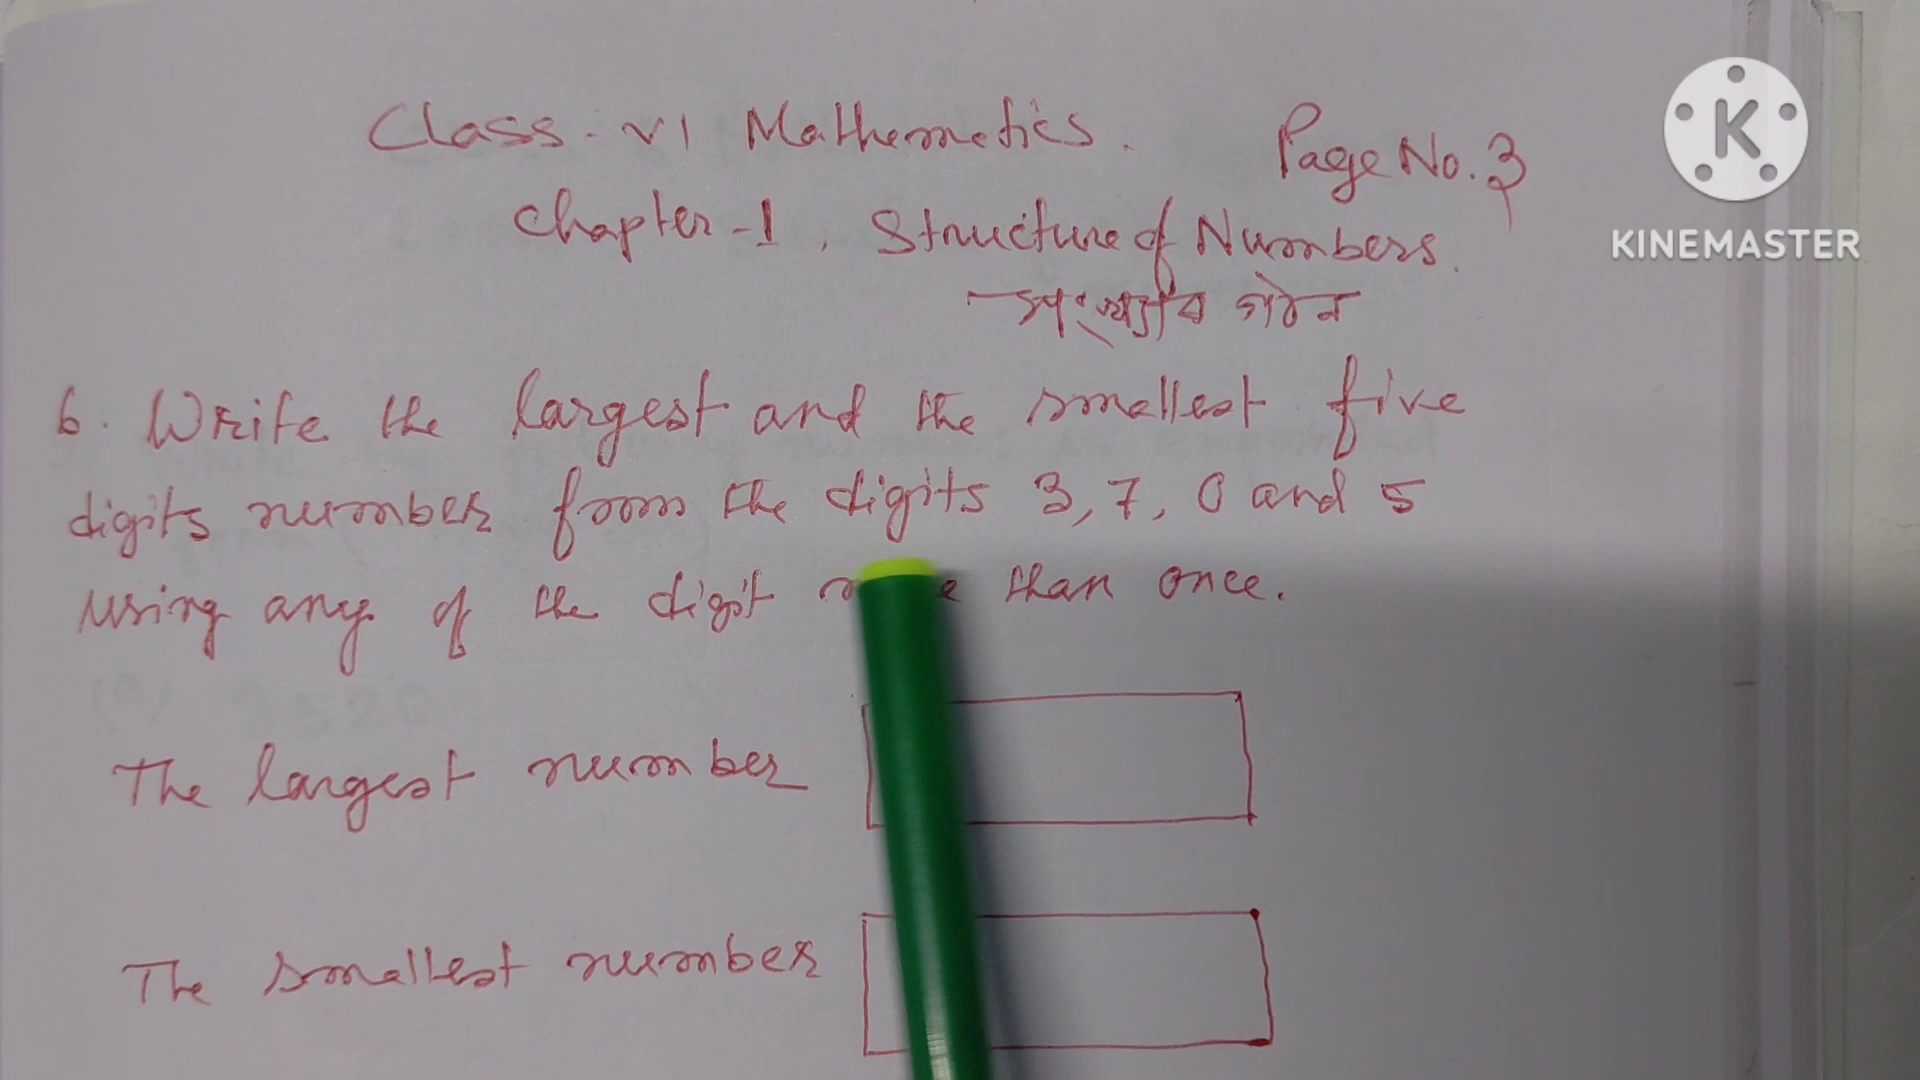 Class - VI Mathematics.
Page No. 3
Chapter - 1, Structure of Numbers.
সংখ্যাৰ গঠন
6. Write the largest and the smallest five
digits number from the digits 3, 7, 0 and 5
using any of the digit than once.
The largest number
The smallest number
K
KINEMASTER